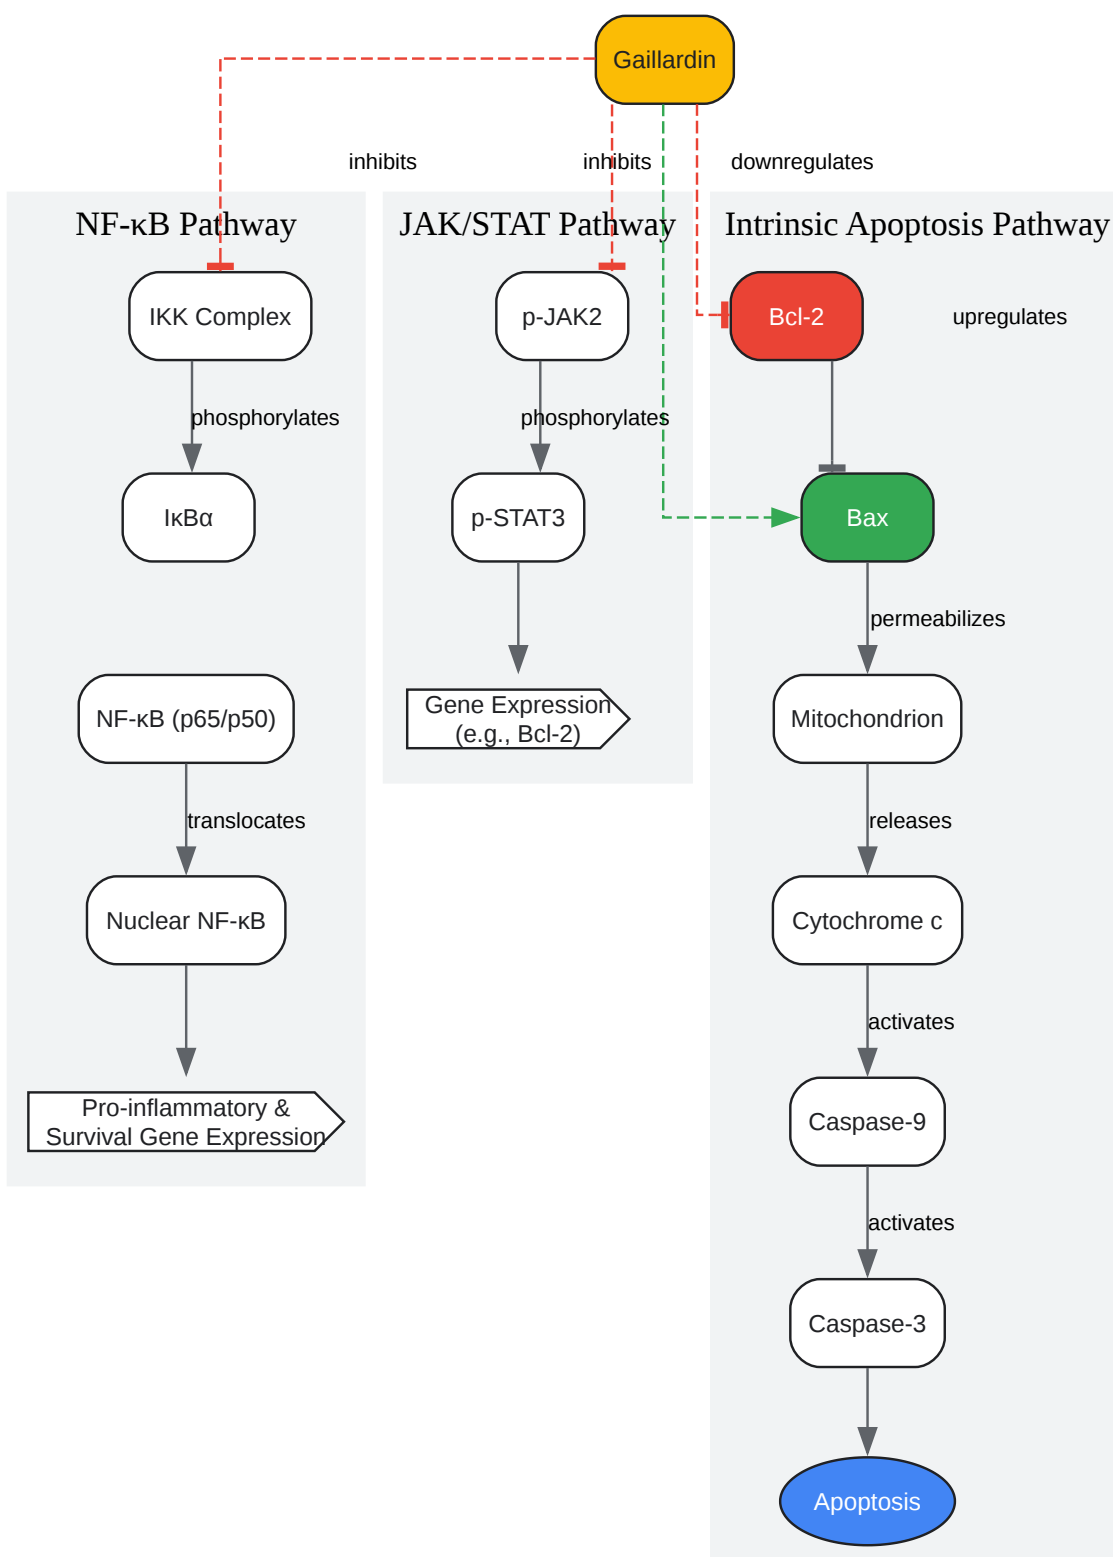 Gaillardin
inhibits
inhibits
downregulates
NF-κB Pathway
JAK/STAT Pathway
Intrinsic Apoptosis Pathway
IKK Complex
p-JAK2
Bcl-2
upregulates
phosphorylates
phosphorylates
IκBα
p-STAT3
Bax
permeabilizes
NF-κB (p65/p50)
Gene Expression
(e.g., Bcl-2)
Mitochondrion
translocates
releases
Nuclear NF-κB
Cytochrome c
activates
Pro-inflammatory &
Survival Gene Expression
Caspase-9
activates
Caspase-3
Apoptosis